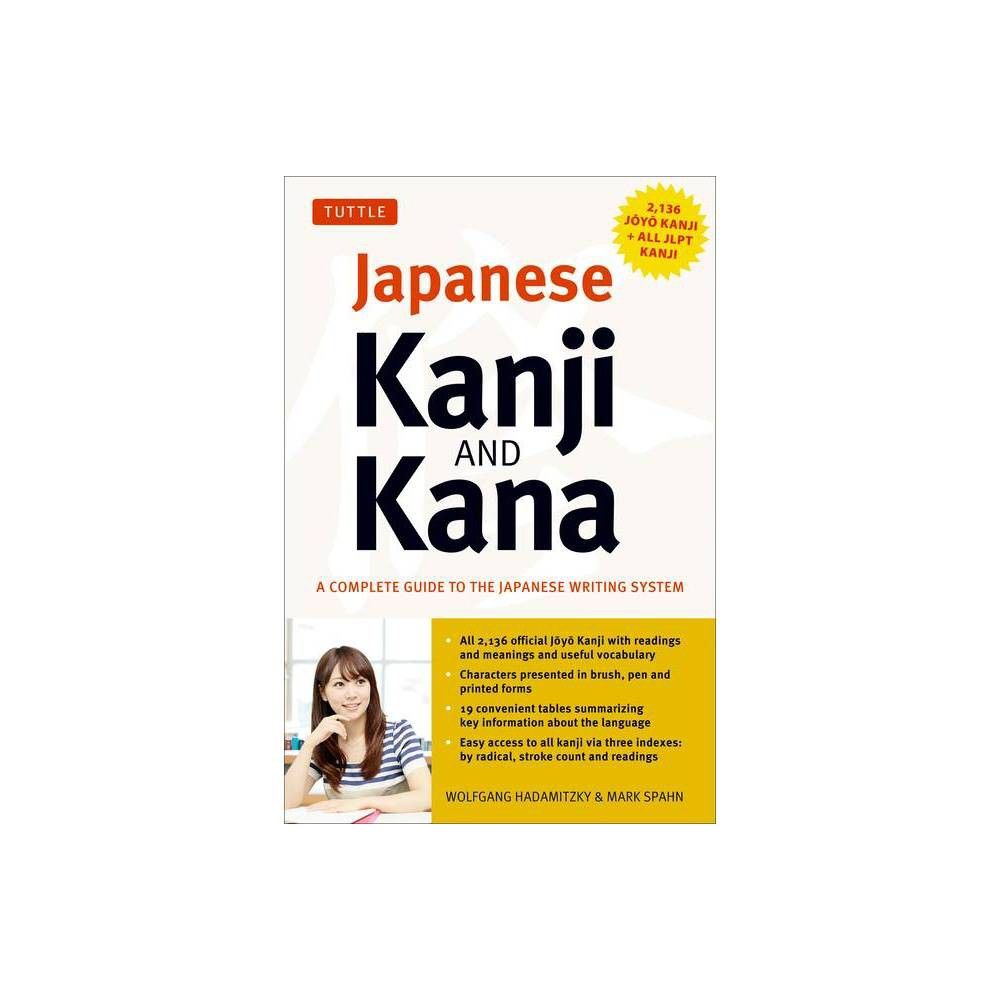 TUTTLE
2,136
JŌYŌ KANJI
+ ALL JLPT
KANJI
Japanese
Kanji
AND
Kana
A COMPLETE GUIDE TO THE JAPANESE WRITING SYSTEM
• All 2,136 official Jōyō Kanji with readings
and meanings and useful vocabulary
• Characters presented in brush, pen and
printed forms
• 19 convenient tables summarizing
key information about the language
• Easy access to all kanji via three indexes:
by radical, stroke count and readings
WOLFGANG HADAMITZKY & MARK SPAHN